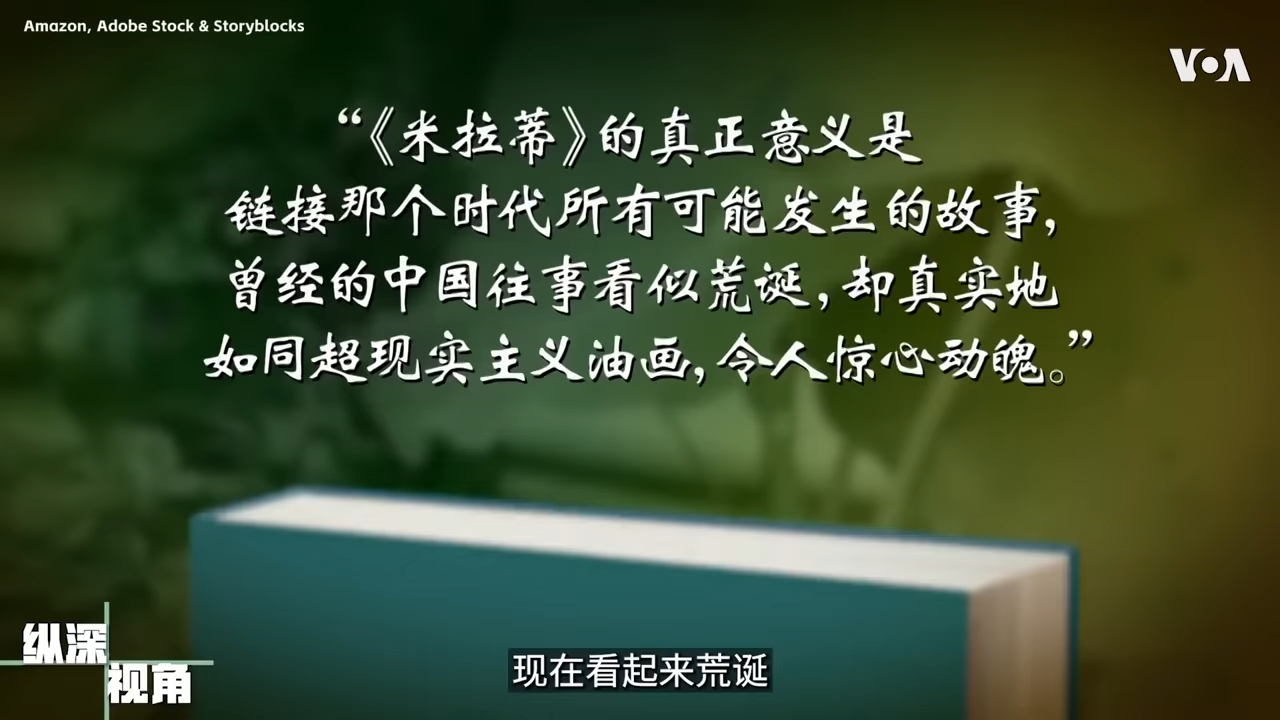 Amazon, Adobe Stock & Storyblocks
VOA
“《米拉蒂》的真正意义是
链接那个时代所有可能发生的故事,
曾经的中国往事看似荒诞,却真实地
如同超现实主义油画,令人惊心动魄。”
纵深
视角
现在看起来荒诞